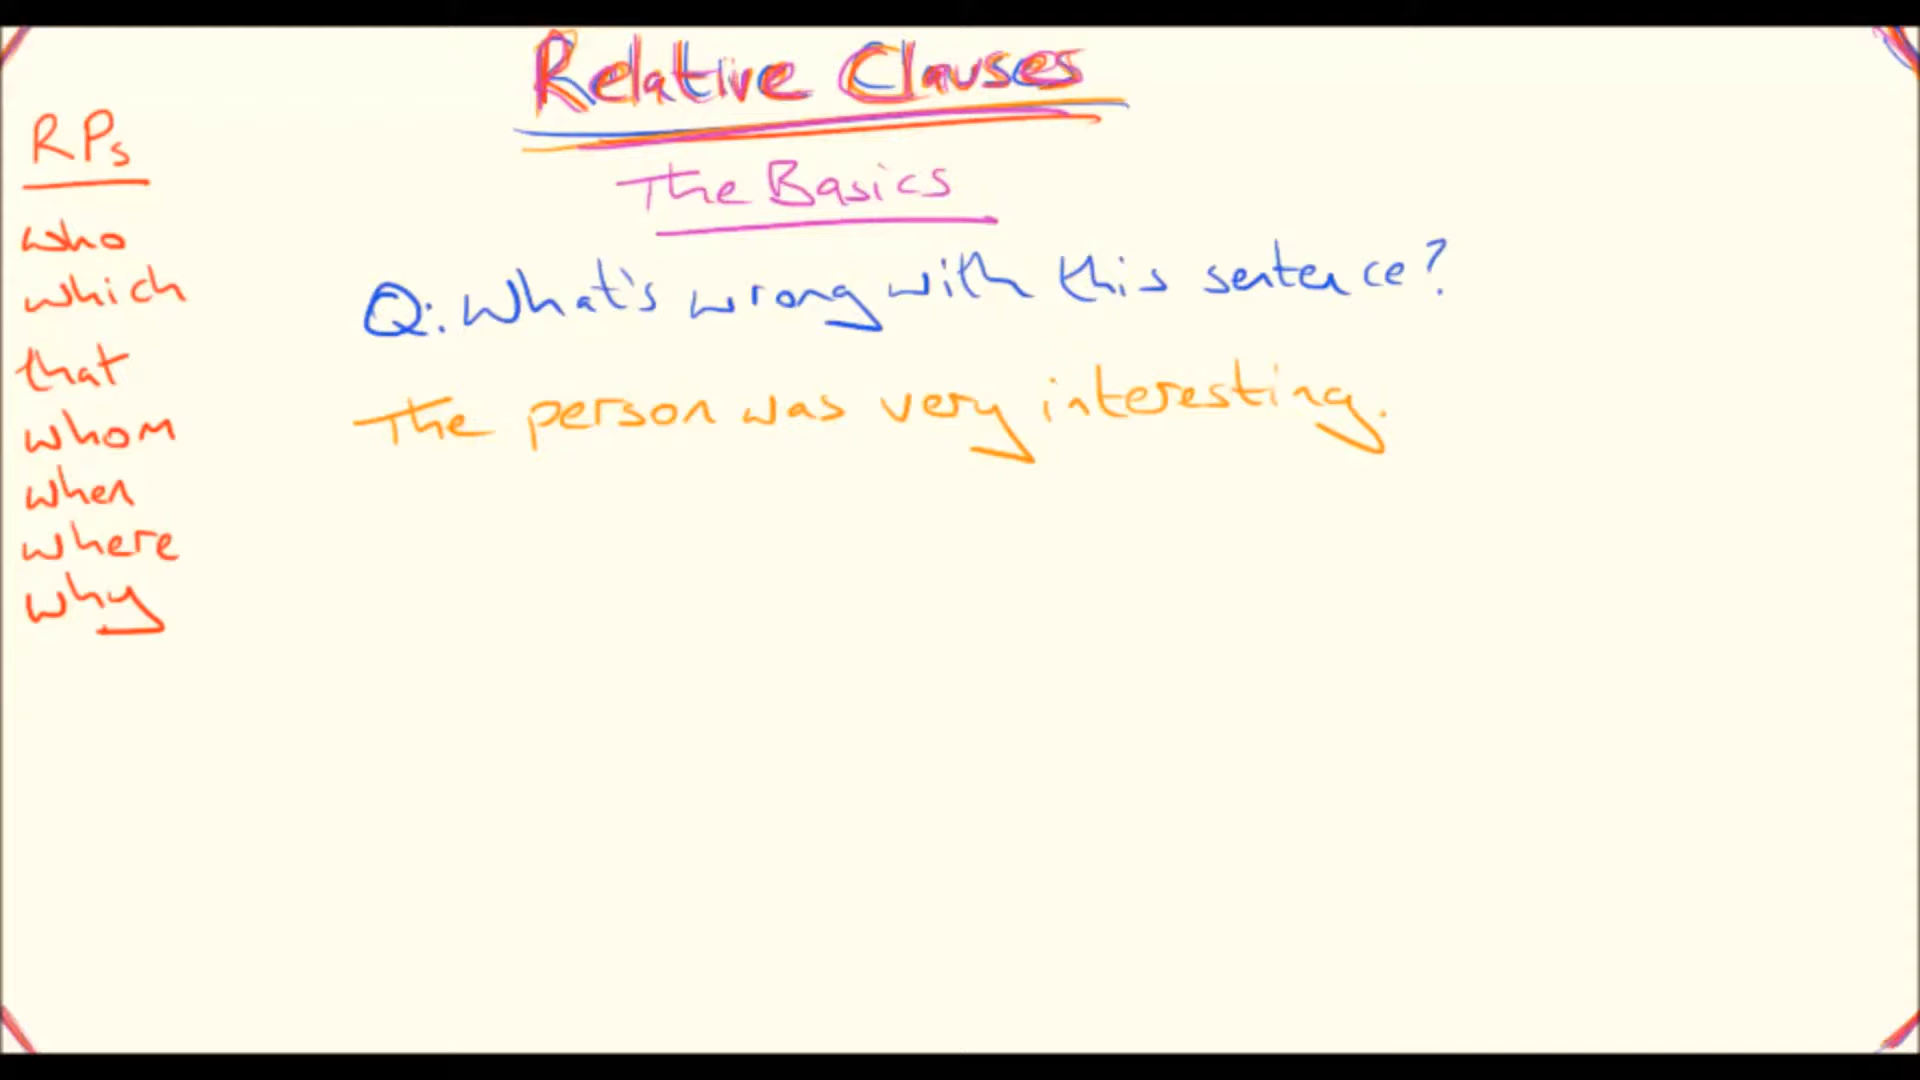 Relative Clauses
The Basics
RPs
who
which
that
whom
when
where
why
Q: What's wrong with this sentence?
The person was very interesting.